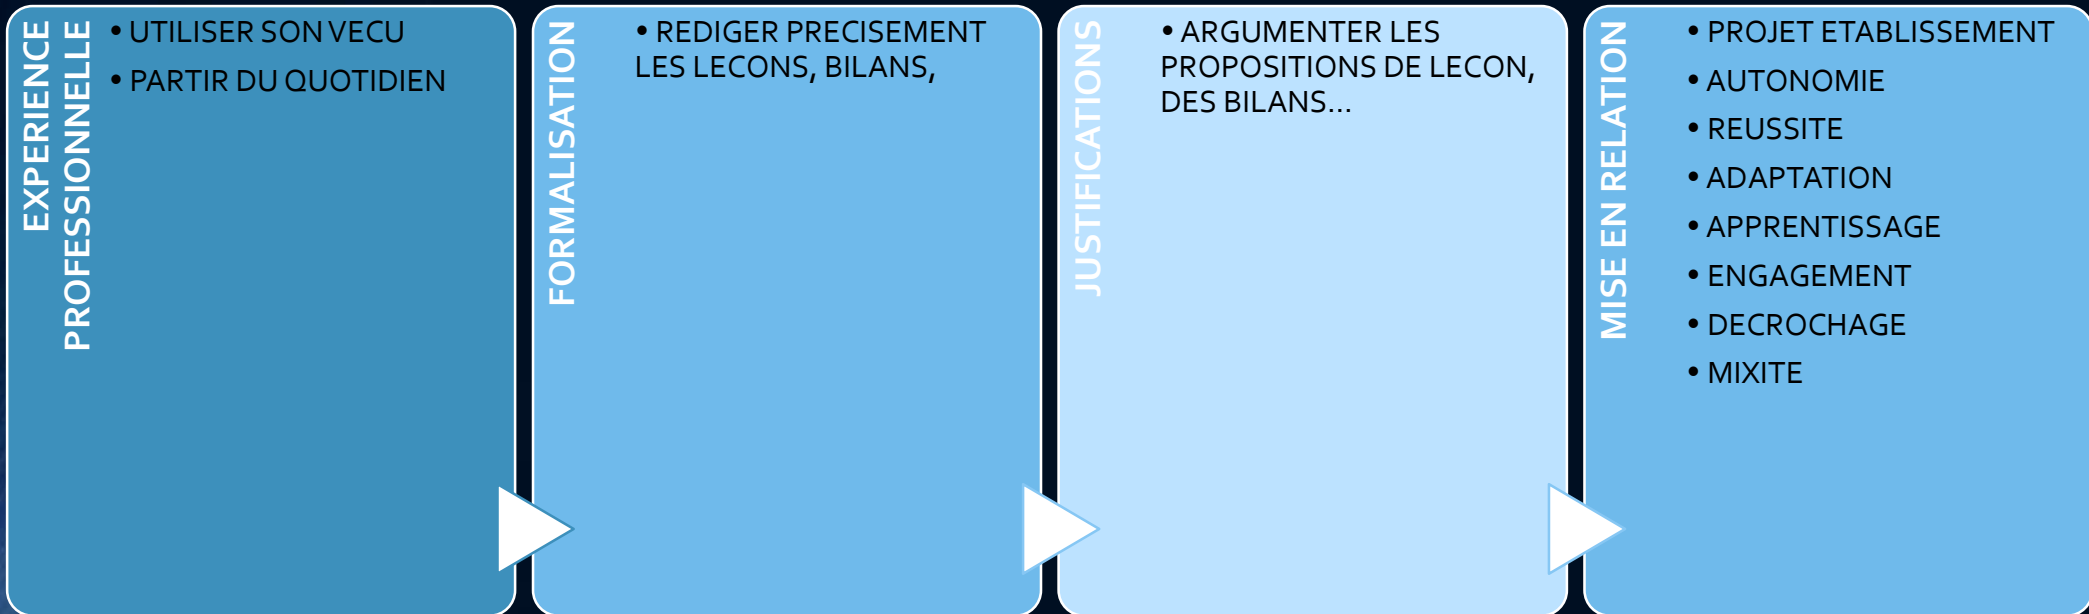 EXPERIENCE
PROFESSIONNELLE
• UTILISER SON VECU
• PARTIR DU QUOTIDIEN
FORMALISATION
• REDIGER PRECISEMENT
LES LECONS, BILANS,
JUSTIFICATIONS
• ARGUMENTER LES
PROPOSITIONS DE LECON,
DES BILANS...
MISE EN RELATION
• PROJET ETABLISSEMENT
• AUTONOMIE
• REUSSITE
• ADAPTATION
• APPRENTISSAGE
• ENGAGEMENT
• DECROCHAGE
• MIXITE